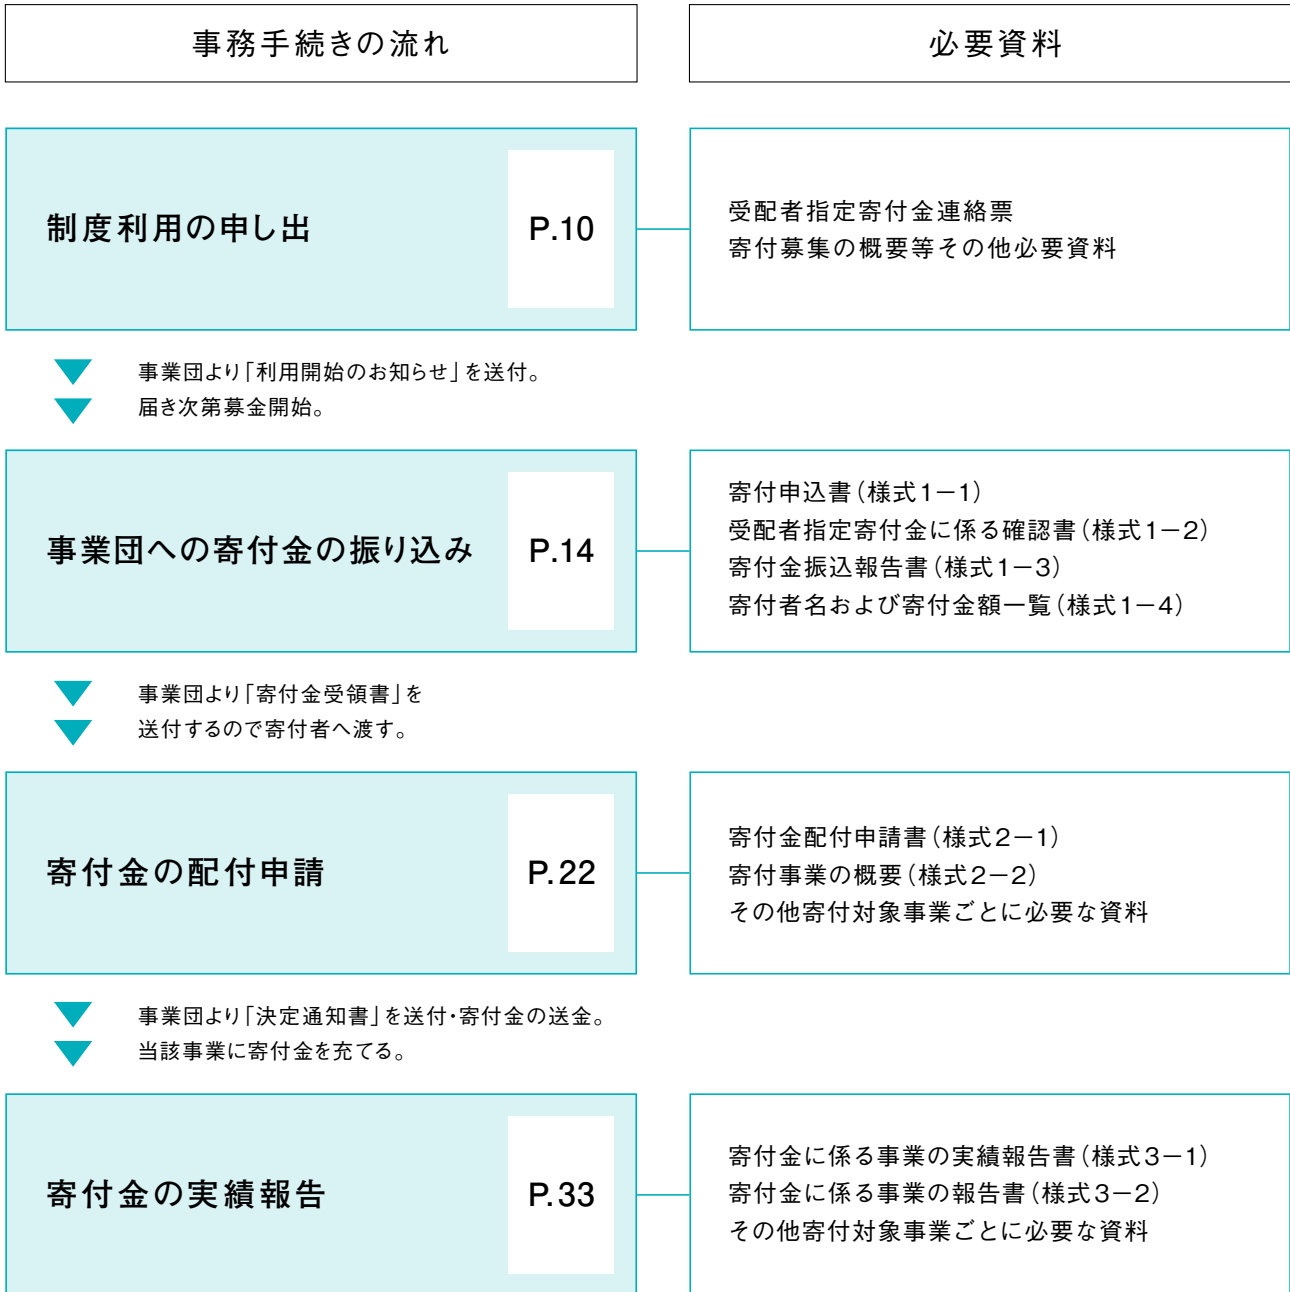 事務手続きの流れ
必要資料
制度利用の申し出
P.10
受配者指定寄付金連絡票
寄付募集の概要等その他必要資料
事業団より「利用開始のお知らせ」を送付。
届き次第募金開始。
事業団への寄付金の振り込み
P.14
寄付申込書（様式1－1）
受配者指定寄付金に係る確認書（様式1－2）
寄付金振込報告書（様式1－3）
寄付者名および寄付金額一覧（様式1－4）
事業団より「寄付金受領書」を
送付するので寄付者へ渡す。
寄付金の配付申請
P.22
寄付金配付申請書（様式2－1）
寄付事業の概要（様式2－2）
その他寄付対象事業ごとに必要な資料
事業団より「決定通知書」を送付・寄付金の送金。
当該事業に寄付金を充てる。
寄付金の実績報告
P.33
寄付金に係る事業の実績報告書（様式3－1）
寄付金に係る事業の報告書（様式3－2）
その他寄付対象事業ごとに必要な資料